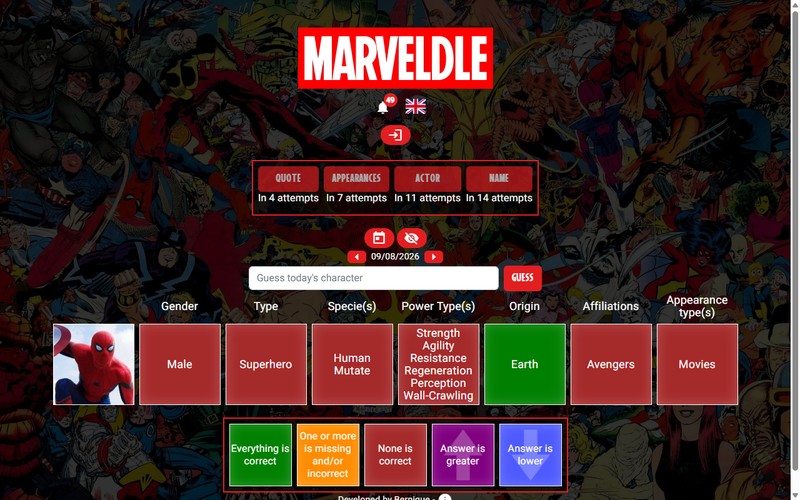 MARVELDLE
49
QUOTE
APPEARANCES
ACTOR
NAME
In 4 attempts
In 7 attempts
In 11 attempts
In 14 attempts
09/08/2026
Guess today's character
GUESS
Gender
Type
Specie(s)
Power Type(s)
Origin
Affiliations
Appearance
type(s)
Male
Superhero
Human
Mutate
Strength
Agility
Resistance
Regeneration
Perception
Wall-Crawling
Earth
Avengers
Movies
Everything is
correct
One or more
is missing
and/or
incorrect
None is
correct
Answer is
greater
Answer is
lower
Developed by Bernique -